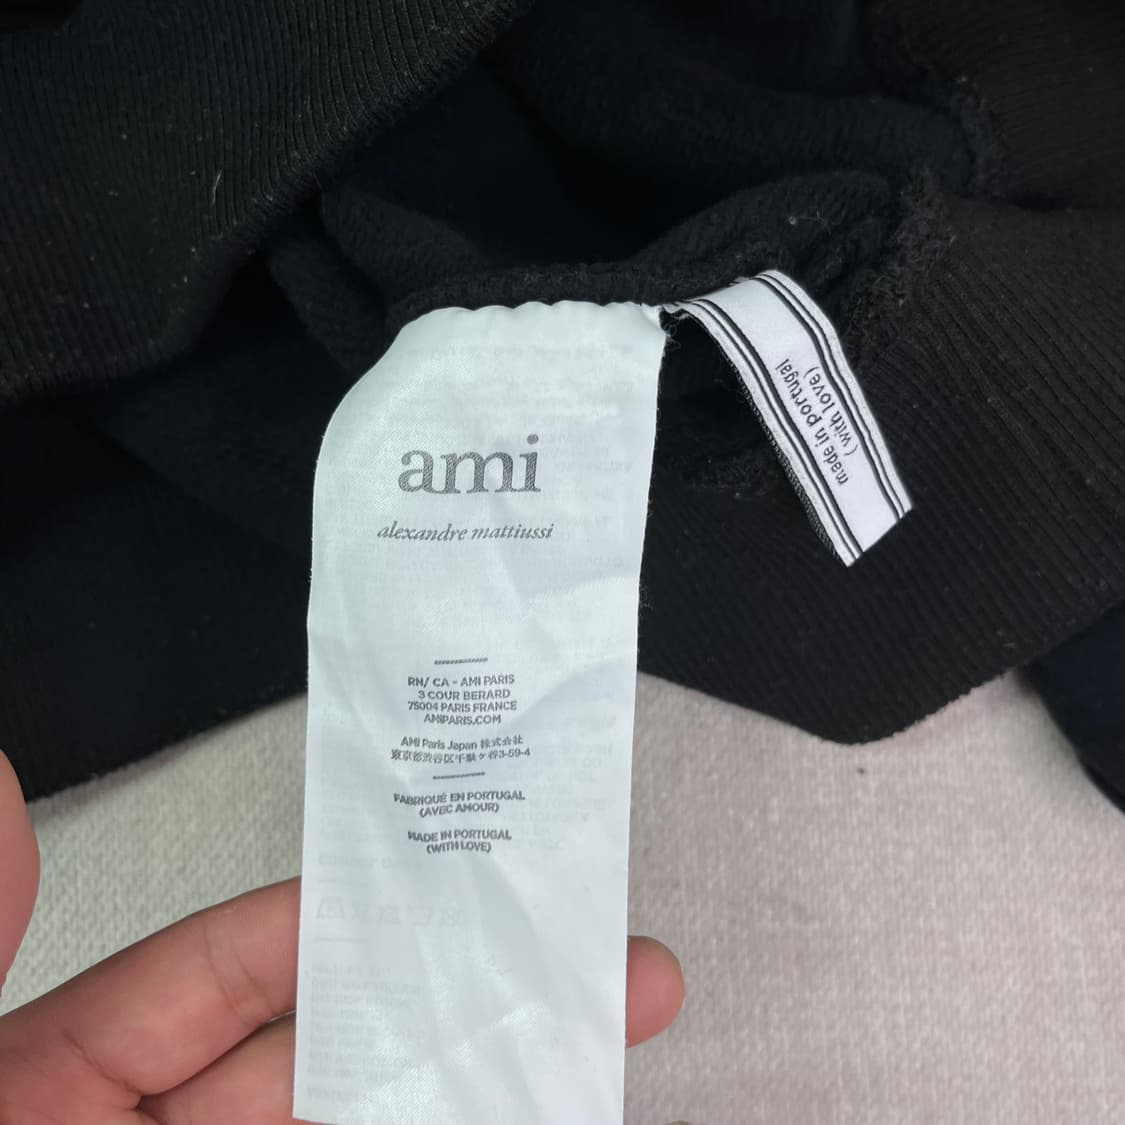 ami
alexandre mattiussi
RN/ CA - AMI PARIS
3 COUR BERARD
75004 PARIS FRANCE
AMIPARIS.COM
AMI Paris Japan 株式会社
東京都渋谷区千駄ヶ谷3-59-4
FABRIQUÉ EN PORTUGAL
(AVEC AMOUR)
MADE IN PORTUGAL
(WITH LOVE)
made in portugal
(with love)